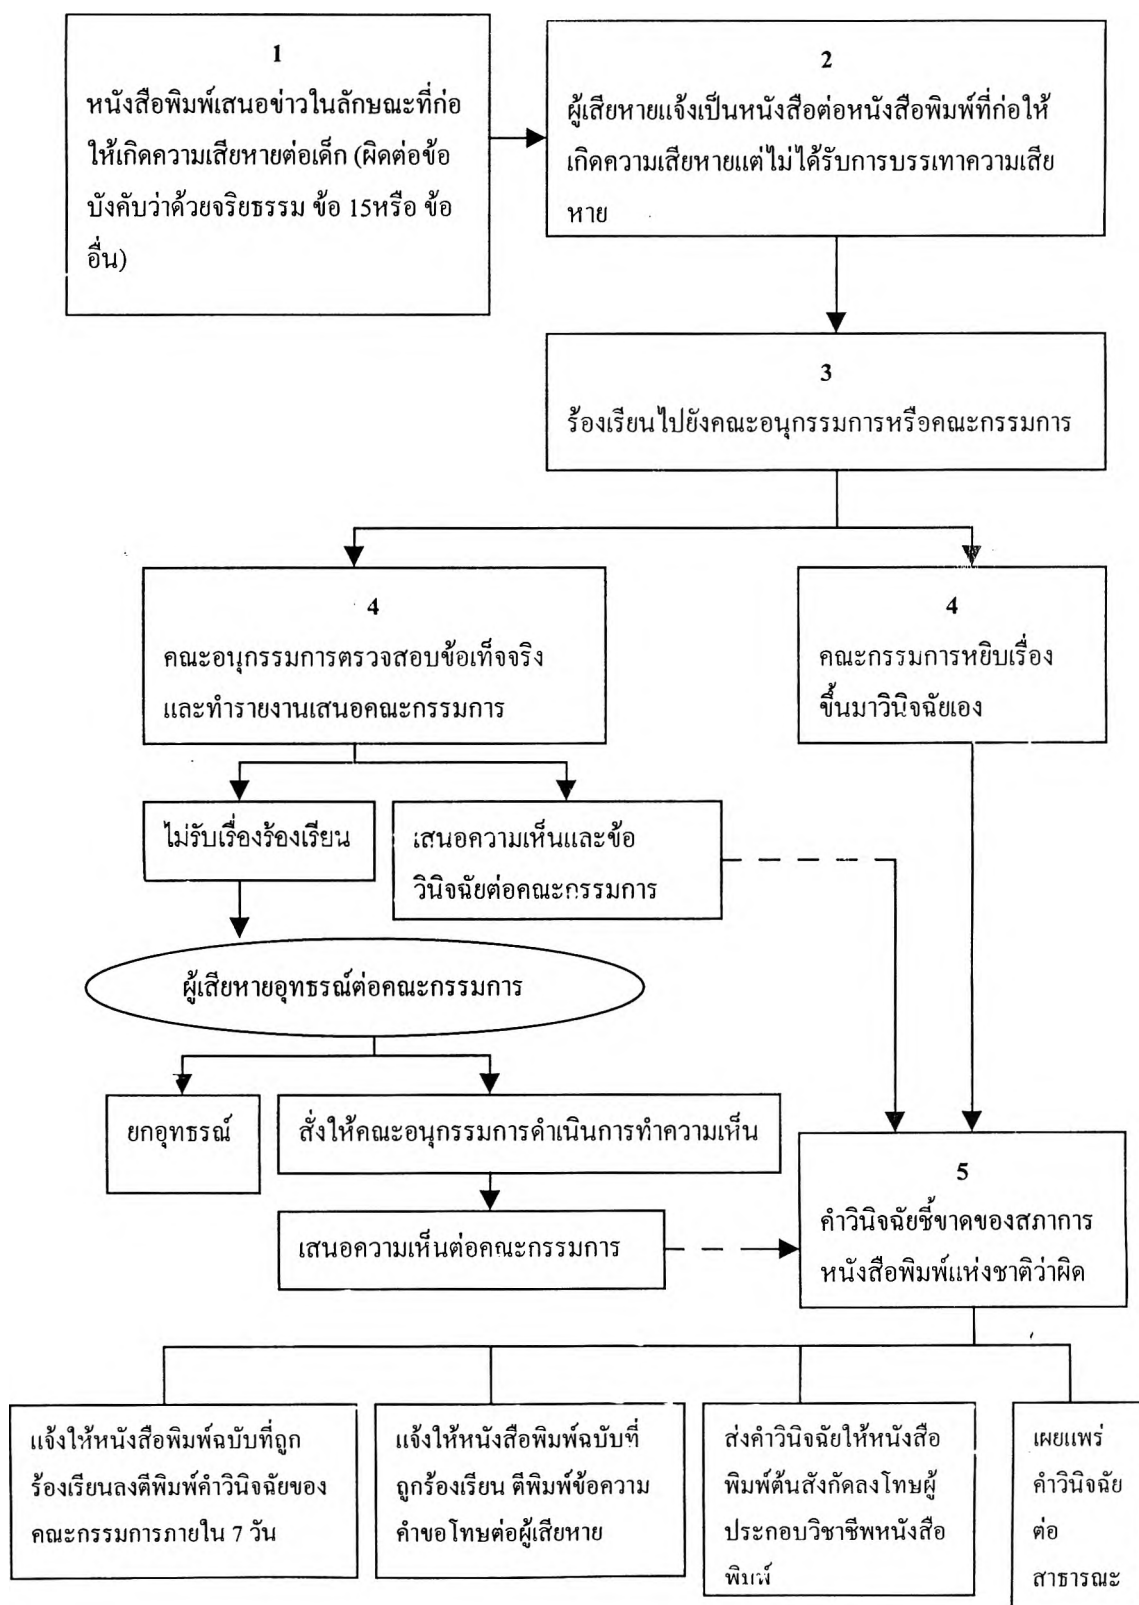 1
หนังสือพิมพ์เสนอข่าวในลักษณะที่ก่อ
ให้เกิดความเสียหายต่อเด็ก (ผิดต่อข้อ
บังคับว่าด้วยจริยธรรม ข้อ 15หรือ ข้อ
อื่น)
2
ผู้เสียหายแจ้งเป็นหนังสือต่อหนังสือพิมพ์ที่ก่อให้
เกิดความเสียหายแต่ไม่ได้รับการบรรเทาความเสีย
หาย
3
ร้องเรียนไปยังคณะอนุกรรมการหรือคณะกรรมการ
4
คณะอนุกรรมการตรวจสอบข้อเท็จจริง
และทำรายงานเสนอคณะกรรมการ
4
คณะกรรมการหยิบเรื่อง
ขึ้นมาวินิจฉัยเอง
ไม่รับเรื่องร้องเรียน
เสนอความเห็นและข้อ
วินิจฉัยต่อคณะกรรมการ
ผู้เสียหายอุทธรณ์ต่อคณะกรรมการ
ยกอุทธรณ์
สั่งให้คณะอนุกรรมการดำเนินการทำความเห็น
เสนอความเห็นต่อคณะกรรมการ
5
คำวินิจฉัยชี้ขาดของสภาการ
หนังสือพิมพ์แห่งชาติว่าผิด
แจ้งให้หนังสือพิมพ์ฉบับที่ถูก
ร้องเรียนลงตีพิมพ์คำวินิจฉัยของ
คณะกรรมการภายใน 7 วัน
แจ้งให้หนังสือพิมพ์ฉบับที่
ถูกร้องเรียน ตีพิมพ์ข้อความ
คำขอโทษต่อผู้เสียหาย
ส่งคำวินิจฉัยให้หนังสือ
พิมพ์ต้นสังกัดลงโทษผู้
ประกอบวิชาชีพหนังสือ
พิมพ์
เผยแพร่
คำวินิจฉัย
ต่อ
สาธารณะ